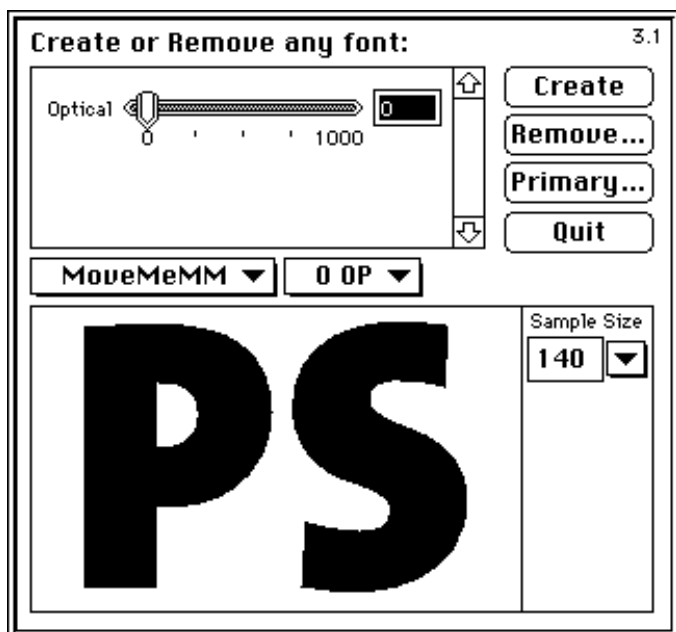 Create or Remove any font:
3.1
Optical
0
0
1000
Create
Remove...
Primary...
Quit
MoveMeMM
0 OP
Sample Size
140
PS